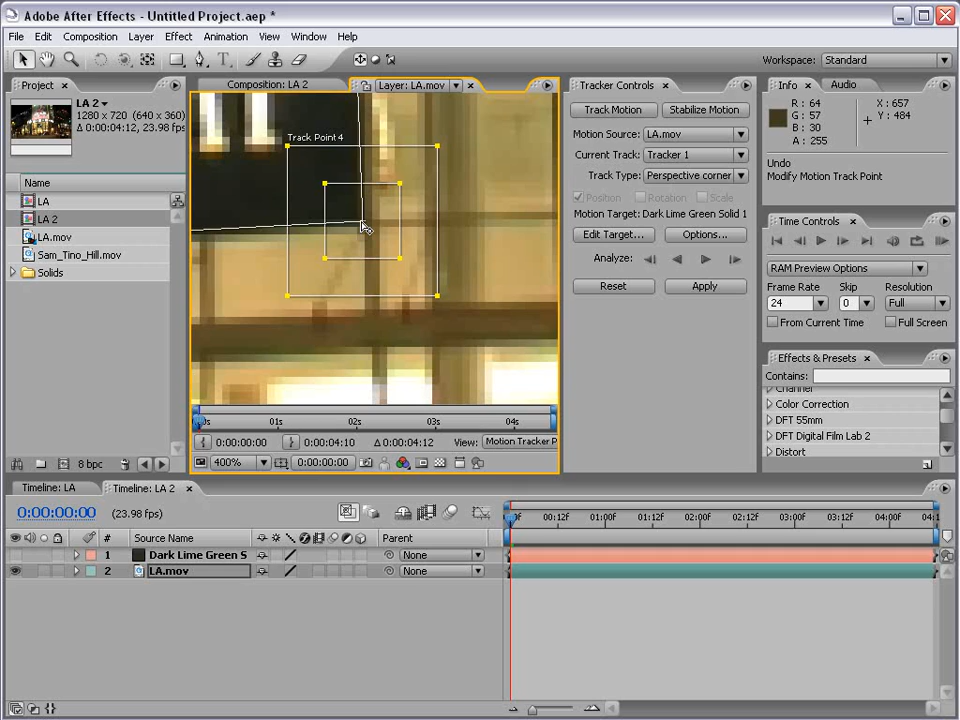 Adobe After Effects - Untitled Project.aep *
File Edit Composition Layer Effect Animation View Window Help
Workspace: Standard
Project ×
LA 2
1280 x 720 (640 x 360)
Δ 0:00:04:12, 23.98 fps
Name
LA
LA 2
LA.mov
Sam_Tino_Hill.mov
Solids
8 bpc
Composition: LA 2
Layer: LA.mov ×
Track Point 4
01s 02s 03s 04s
0:00:00:00 0:00:04:10 Δ 0:00:04:12 View: Motion Tracker P
400% 0:00:00:00
Tracker Controls ×
Track Motion Stabilize Motion
Motion Source: LA.mov
Current Track: Tracker 1
Track Type: Perspective corner
Position Rotation Scale
Motion Target: Dark Lime Green Solid 1
Edit Target... Options...
Analyze:
Reset Apply
Info × Audio
R : 64
G : 57
B : 30
A : 255
X : 657
Y : 484
Undo
Modify Motion Track Point
Time Controls ×
RAM Preview Options
Frame Rate Skip Resolution
24 0 Full
From Current Time Full Screen
Effects & Presets ×
Contains:
Channel
Color Correction
DFT 55mm
DFT Digital Film Lab 2
Distort
Timeline: LA Timeline: LA 2 ×
0:00:00:00 (23.98 fps)
# Source Name Parent
1 Dark Lime Green S None
2 LA.mov None
00:12f 01:00f 01:12f 02:00f 02:12f 03:00f 03:12f 04:00f